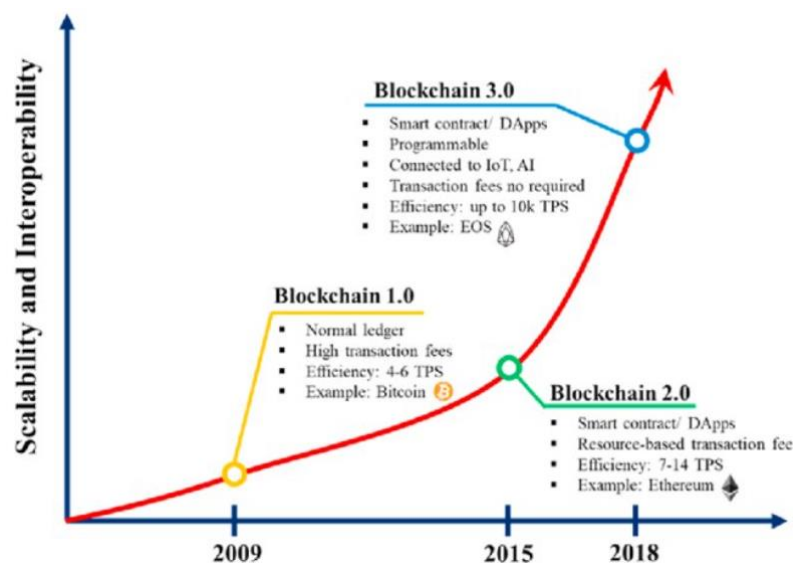 Scalability and Interoperability
Blockchain 3.0
▪ Smart contract/ DApps
▪ Programmable
▪ Connected to IoT, AI
▪ Transaction fees no required
▪ Efficiency: up to 10k TPS
▪ Example: EOS
Blockchain 1.0
▪ Normal ledger
▪ High transaction fees
▪ Efficiency: 4-6 TPS
▪ Example: Bitcoin
Blockchain 2.0
▪ Smart contract/ DApps
▪ Resource-based transaction fee
▪ Efficiency: 7-14 TPS
▪ Example: Ethereum
2009
2015
2018